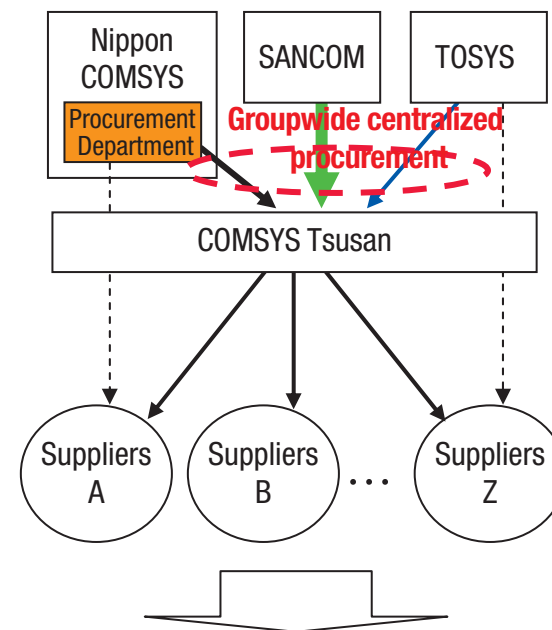 Nippon
COMSYS
SANCOM
TOSYS
Procurement
Department
Groupwide centralized
procurement
COMSYS Tsusan
Suppliers
A
Suppliers
B
...
Suppliers
Z